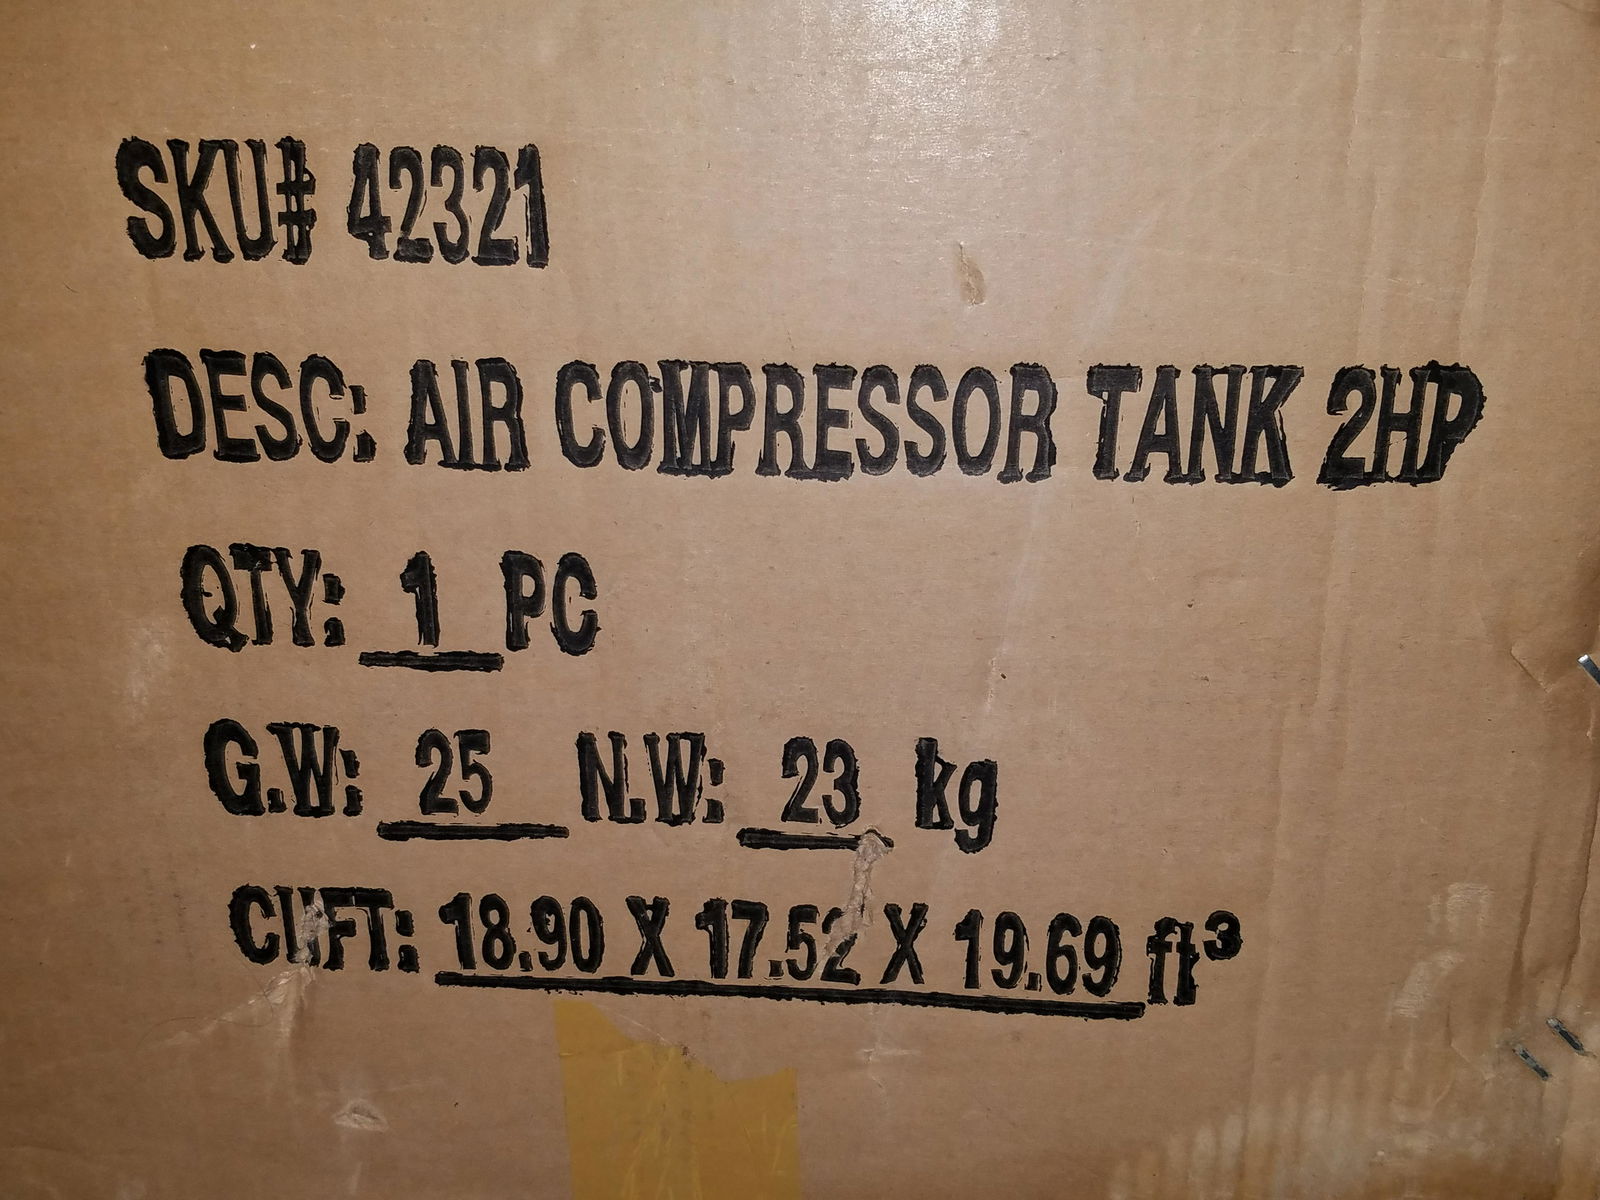 SKU# 42321
DESC: AIR COMPRESSOR TANK 2HP
QTY: 1 PC
G.W: 25 N.W: 23 kg
CUFT: 18.90 X 17.52 X 19.69 ft³